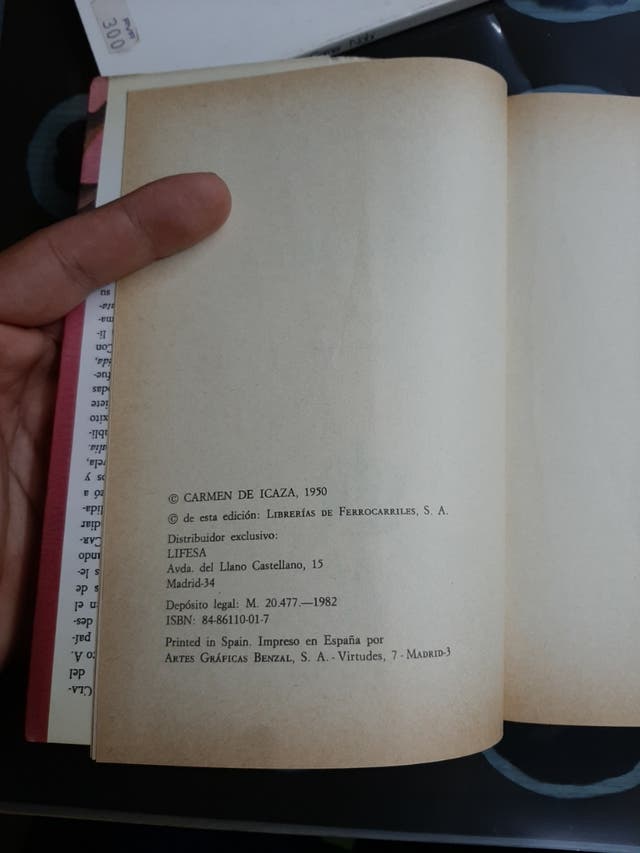 300
© CARMEN DE ICAZA, 1950
© de esta edición: LIBRERÍAS DE FERROCARRILES, S. A.
Distribuidor exclusivo:
LIFESA
Avda. del Llano Castellano, 15
Madrid-34
Depósito legal: M. 20.477.—1982
ISBN: 84-86110-01-7
Printed in Spain. Impreso en España por
ARTES GRÁFICAS BENZAL, S. A. - Virtudes, 7 - MADRID-3